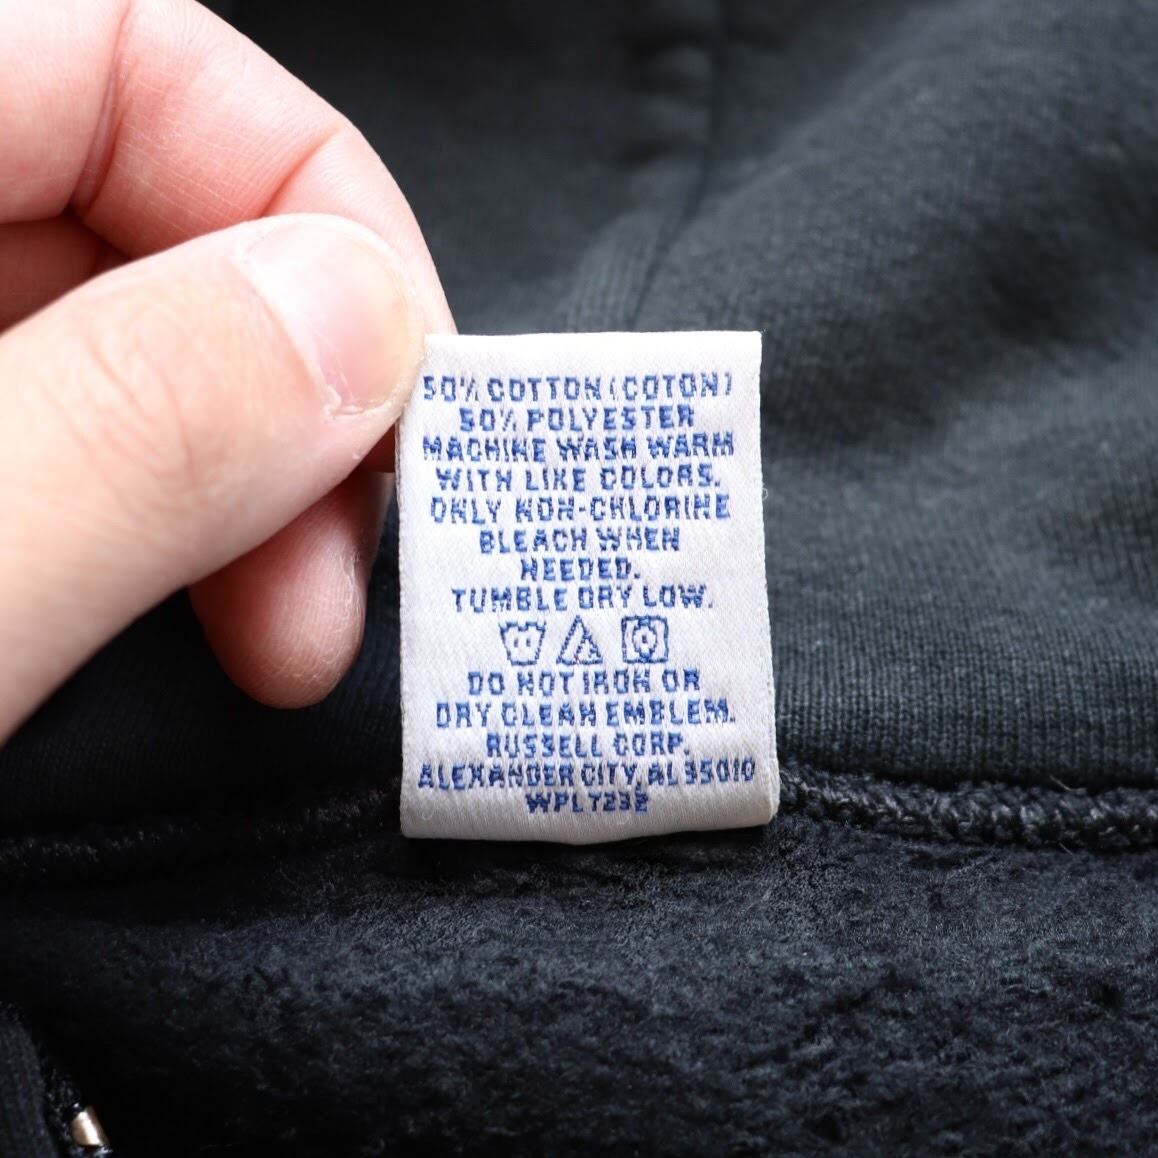 50% COTTON (COTON)
50% POLYESTER
MACHINE WASH WARM
WITH LIKE COLORS.
ONLY NON-CHLORINE
BLEACH WHEN
NEEDED.
TUMBLE DRY LOW.
DO NOT IRON OR
DRY CLEAN EMBLEM.
RUSSELL CORP.
ALEXANDER CITY, AL 35010
WPL 7232